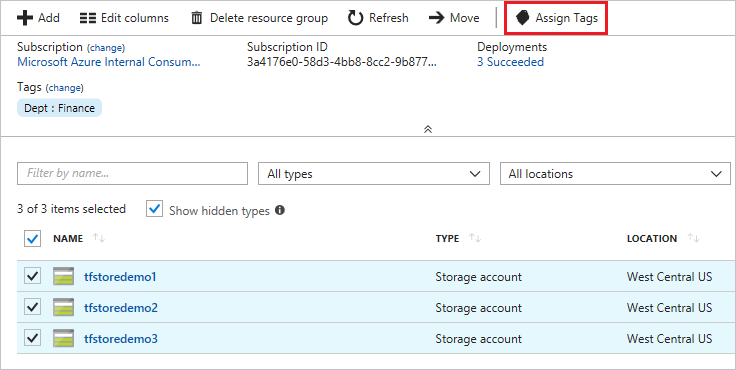 Add Edit columns Delete resource group Refresh Move Assign Tags
Subscription (change) Subscription ID Deployments
Microsoft Azure Internal Consum... 3a4176e0-58d3-4bb8-8cc2-9b877... 3 Succeeded
Tags (change)
Dept : Finance
Filter by name... All types All locations
3 of 3 items selected Show hidden types
NAME TYPE LOCATION
tfstoredemo1 Storage account West Central US
tfstoredemo2 Storage account West Central US
tfstoredemo3 Storage account West Central US